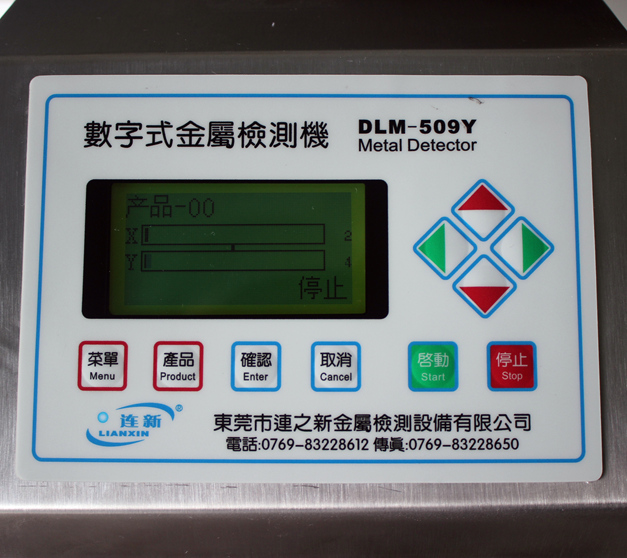 數字式金屬檢測機 DLM-509Y
Metal Detector
产品-00
X 2
Y 4
停止
菜單 產品 確認 取消 啓動 停止
Menu Product Enter Cancel Start Stop
连新®
LIANXIN
東莞市連之新金屬檢測設備有限公司
電話:0769-83228612 傳真:0769-83228650